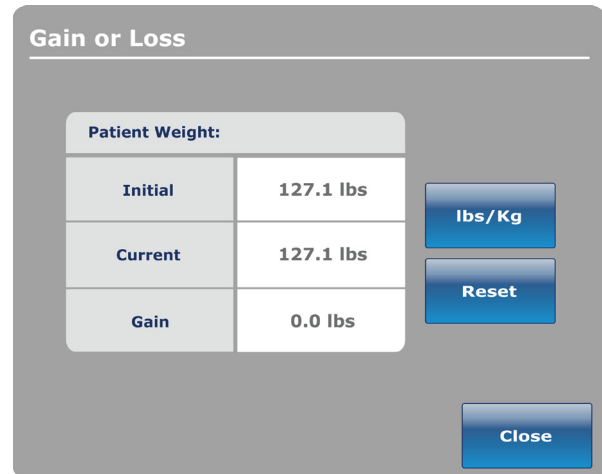 Gain or Loss
Patient Weight:
Initial 127.1 lbs
lbs/Kg
Current 127.1 lbs
Reset
Gain 0.0 lbs
Close